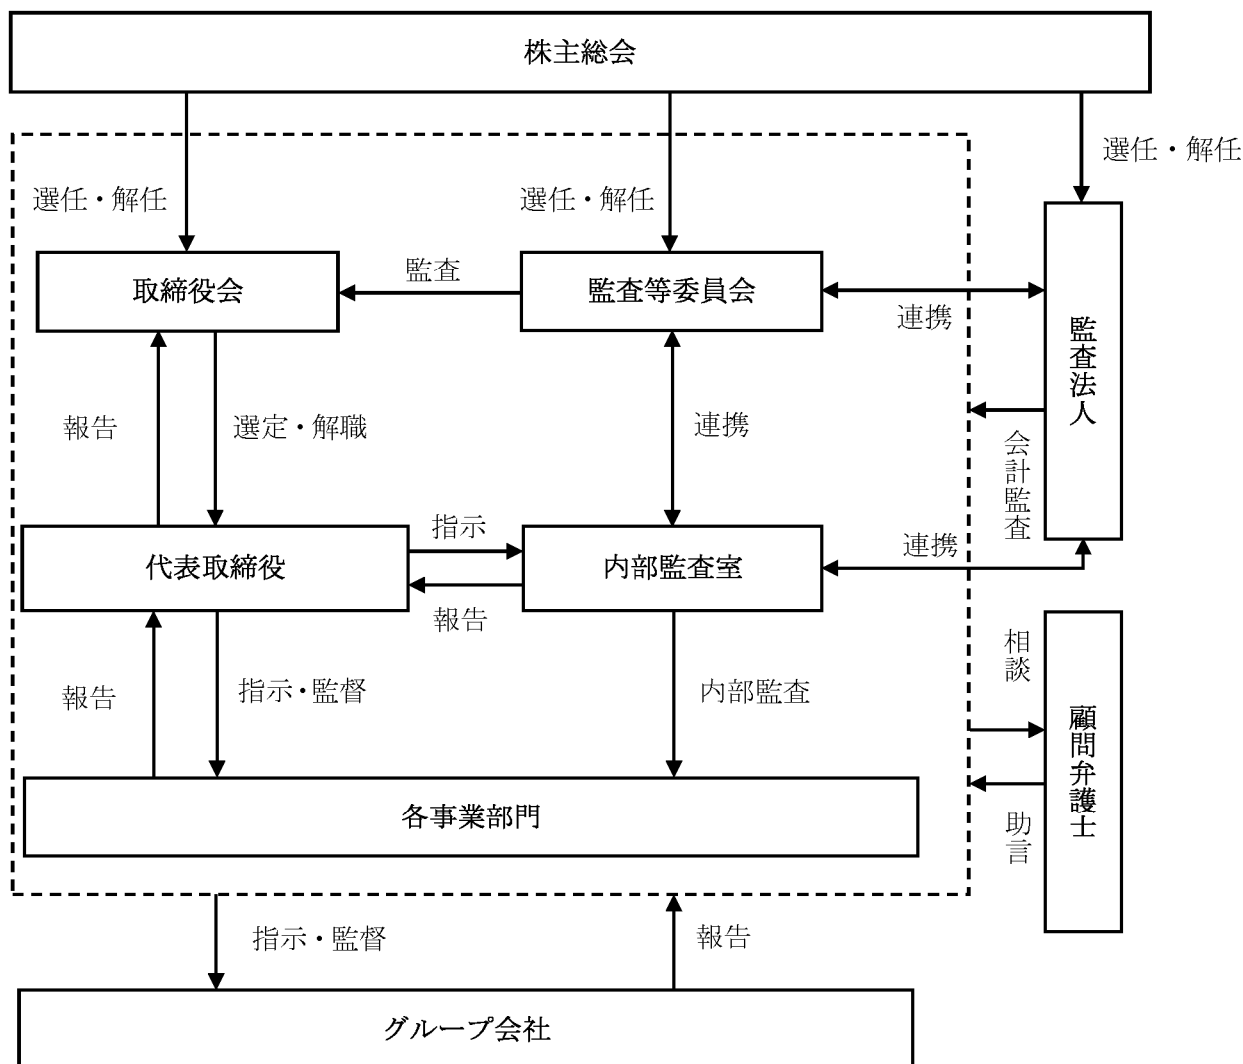 株主総会
選任・解任
選任・解任
選任・解任
取締役会
監査
監査等委員会
連携
監査法人
報告
選定・解職
連携
会計監査
代表取締役
指示
報告
内部監査室
連携
報告
指示・監督
内部監査
相談
顧問弁護士
助言
各事業部門
指示・監督
報告
グループ会社